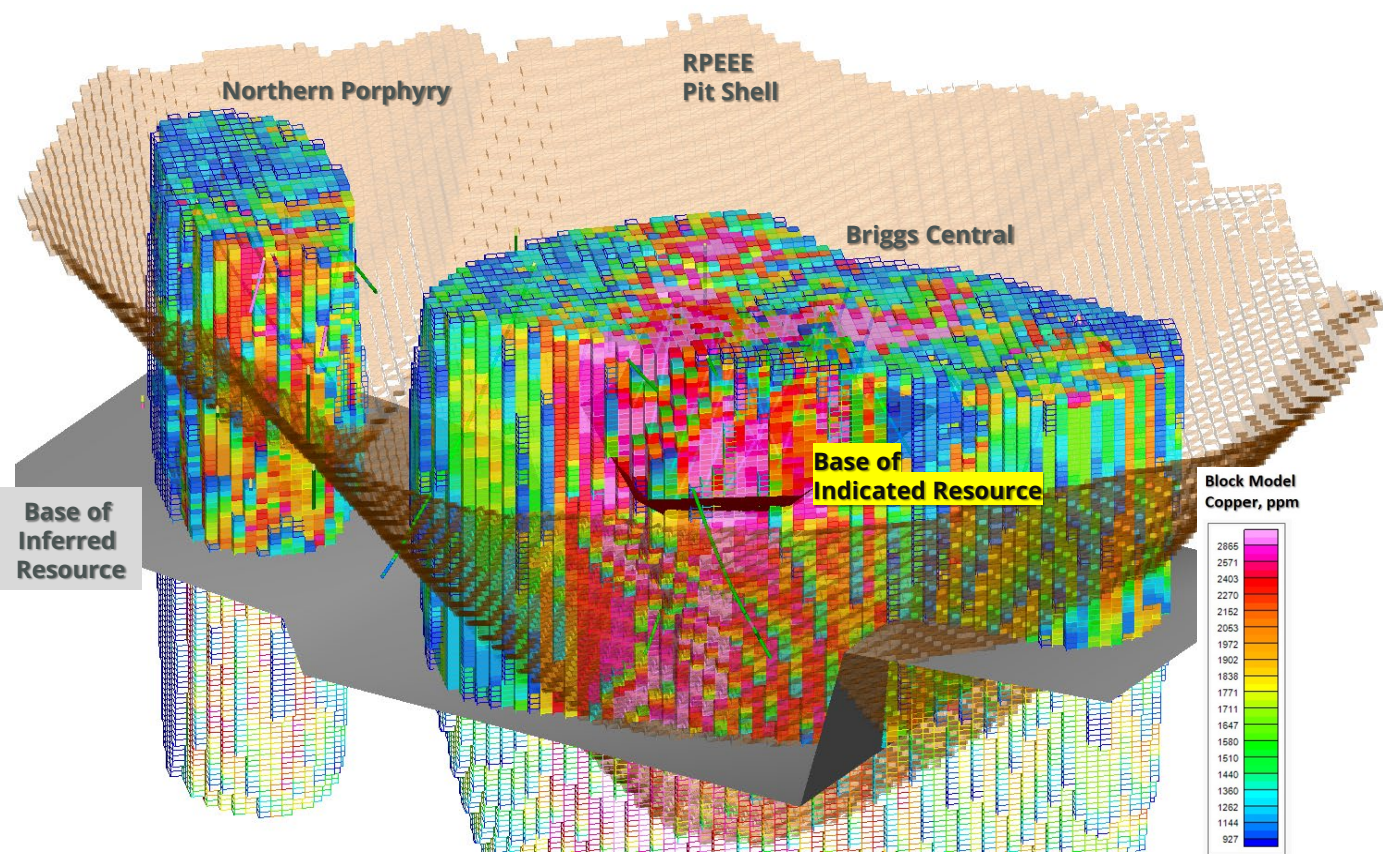 Northern Porphyry
RPEEE
Pit Shell
Briggs Central
Base of
Indicated Resource
Base of
Inferred
Resource
Block Model
Copper, ppm
2865
2571
2403
2270
2152
2053
1972
1902
1838
1771
1711
1647
1580
1510
1440
1360
1262
1144
927